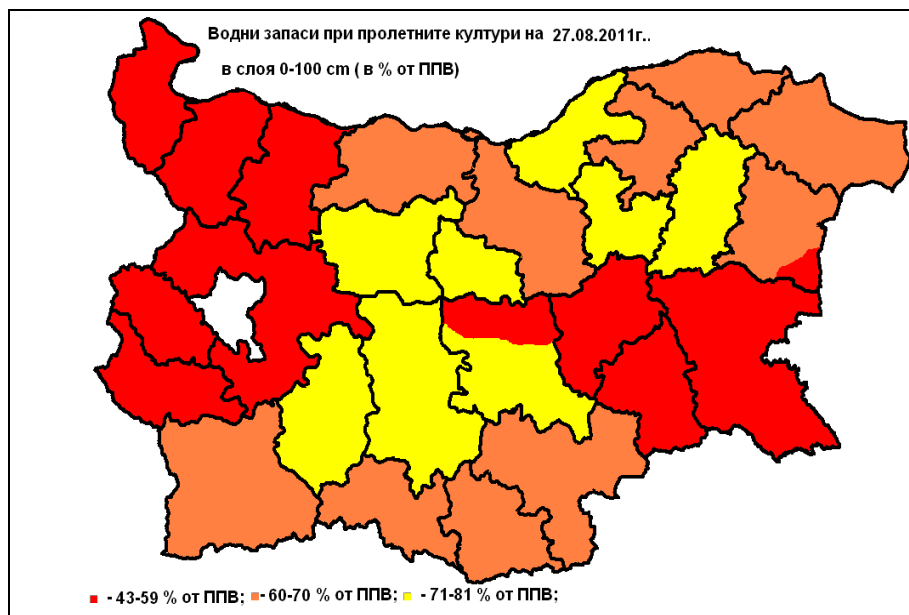 Водни запаси при пролетните култури на 27.08.2011г..
в слоя 0-100 cm ( в % от ППВ)
- 43-59 % от ППВ; - 60-70 % от ППВ; - 71-81 % от ППВ;